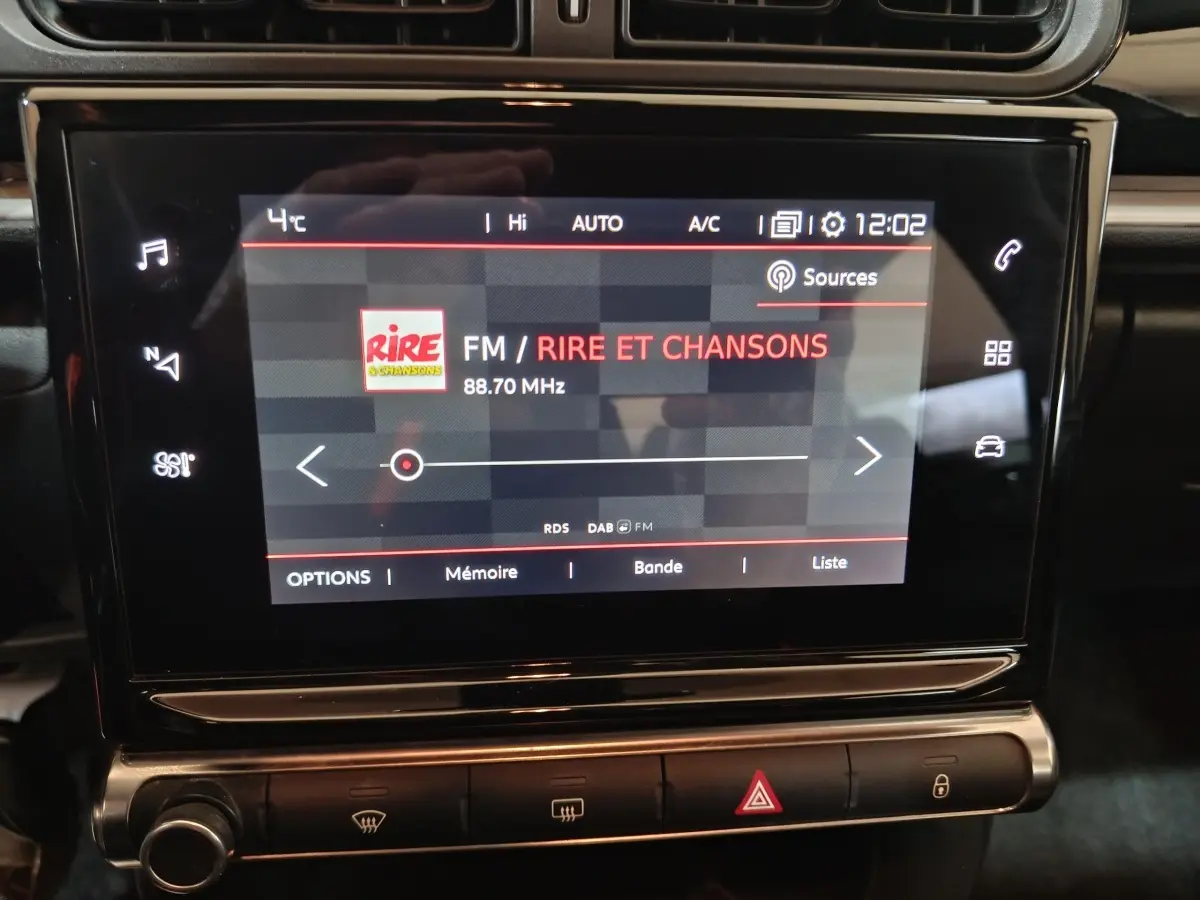 4°C | Hi AUTO A/C | | 12:02
Sources
RIRE
& CHANSONS
FM / RIRE ET CHANSONS
88.70 MHz
N
RDS DAB FM
OPTIONS | Mémoire | Bande | Liste